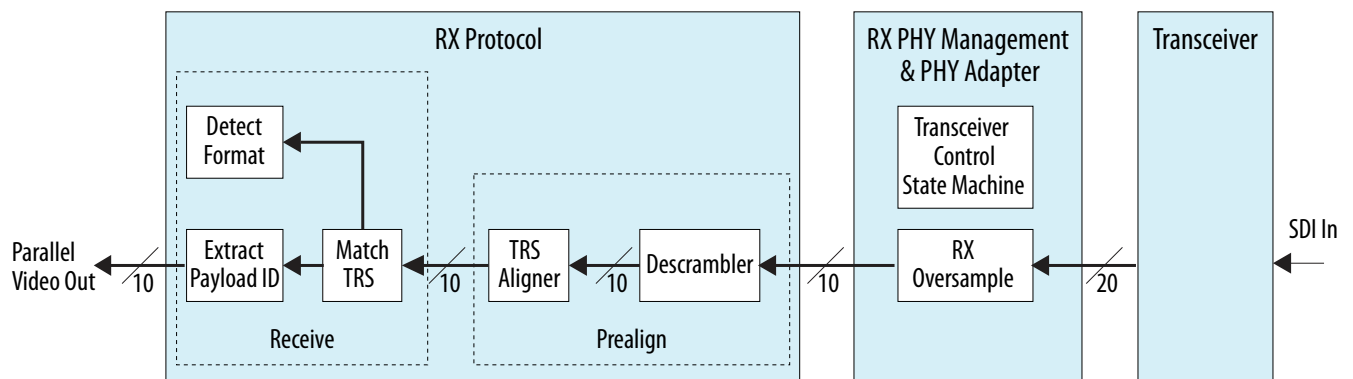 RX Protocol
RX PHY Management
& PHY Adapter
Transceiver
Detect
Format
Transceiver
Control
State Machine
Parallel
Video Out
10
Extract
Payload ID
Match
TRS
10
TRS
Aligner
10
Descrambler
10
RX
Oversample
20
SDI In
Receive
Prealign